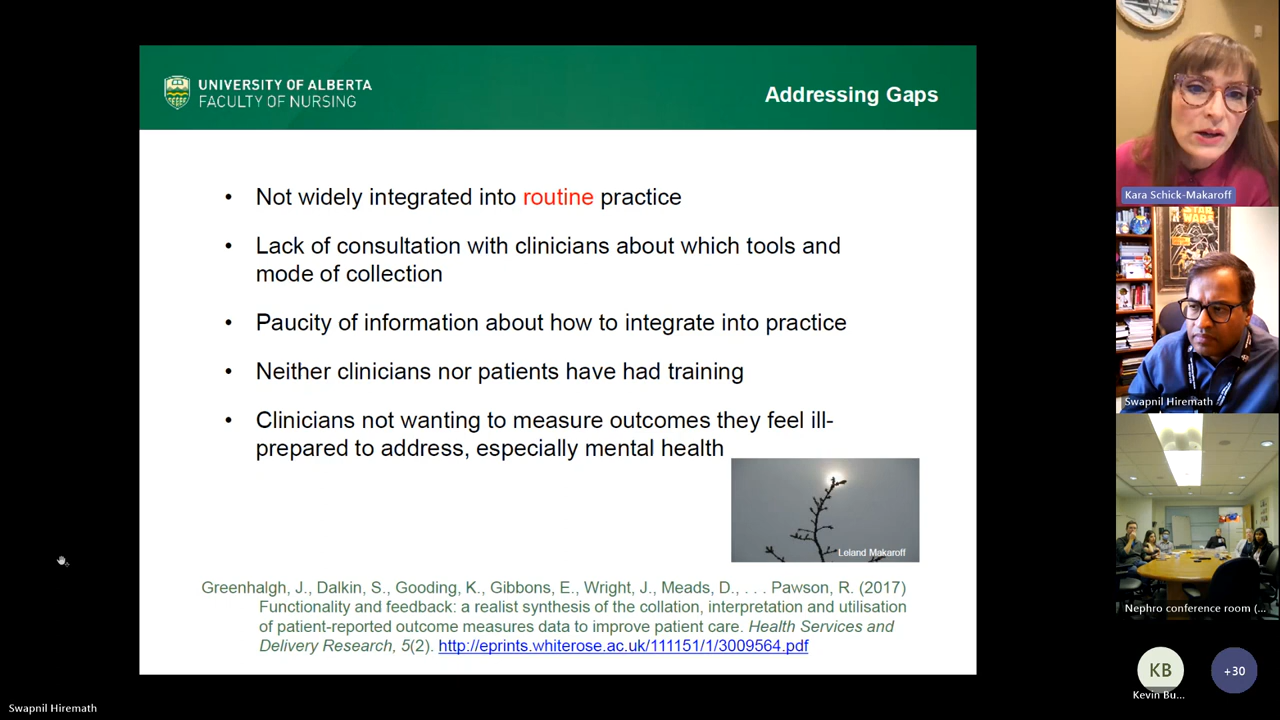 UNIVERSITY OF ALBERTA
FACULTY OF NURSING
Addressing Gaps
• Not widely integrated into routine practice
• Lack of consultation with clinicians about which tools and
mode of collection
• Paucity of information about how to integrate into practice
• Neither clinicians nor patients have had training
• Clinicians not wanting to measure outcomes they feel ill-
prepared to address, especially mental health
Leland Makaroff
Greenhalgh, J., Dalkin, S., Gooding, K., Gibbons, E., Wright, J., Meads, D., . . . Pawson, R. (2017)
Functionality and feedback: a realist synthesis of the collation, interpretation and utilisation
of patient-reported outcome measures data to improve patient care. Health Services and
Delivery Research, 5(2). http://eprints.whiterose.ac.uk/111151/1/3009564.pdf
Kara Schick-Makaroff
STAR
WARS
Swapnil Hiremath
Nephro conference room (...
KB
Kevin Bu...
+30
Swapnil Hiremath